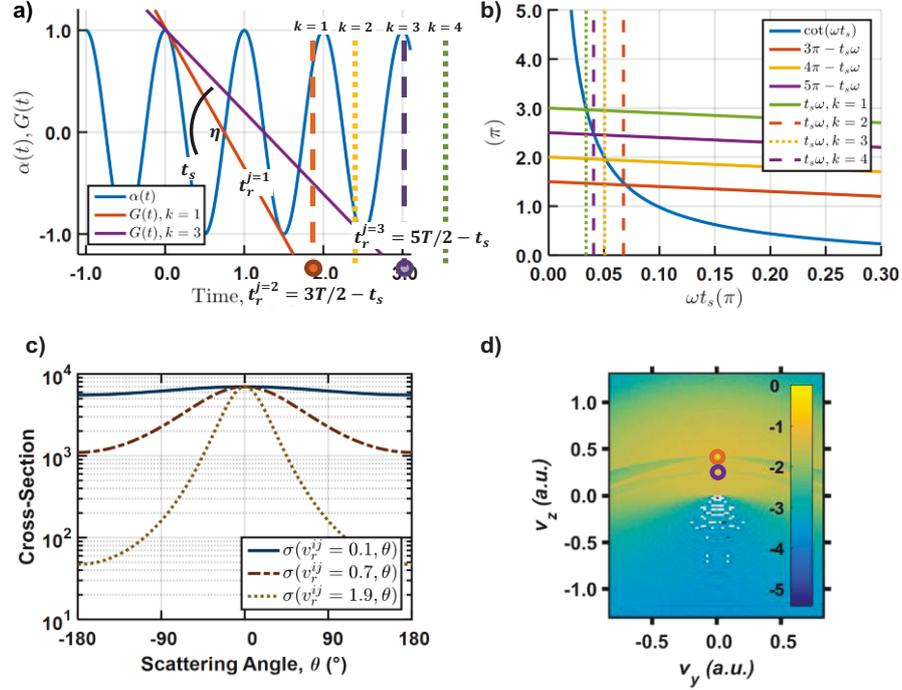 a)
k = 1
k = 2
k = 3
k = 4
α(t), G(t)
1.0
0.0
-1.0
η
t_s
t_r^{j=1}
α(t)
G(t), k = 1
G(t), k = 3
t_r^{j=3} = 5T/2 − t_s
-1.0
0.0
1.0
2.0
3.0
Time, t_r^{j=2} = 3T/2 − t_s
b)
(π)
5.0
4.0
3.0
2.0
1.0
0.0
cot(ωt_s)
3π − t_sω
4π − t_sω
5π − t_sω
t_sω, k = 1
t_sω, k = 2
t_sω, k = 3
t_sω, k = 4
0.00
0.05
0.10
0.15
0.20
0.25
0.30
ωt_s(π)
c)
Cross-Section
10^4
10^3
10^2
10^1
σ(v_r^{ij} = 0.1, θ)
σ(v_r^{ij} = 0.7, θ)
σ(v_r^{ij} = 1.9, θ)
-180
-90
0
90
180
Scattering Angle, θ (°)
d)
v_z (a.u.)
1.0
0.5
0.0
-0.5
-1.0
0
-1
-2
-3
-4
-5
-0.5
0.0
0.5
v_y (a.u.)